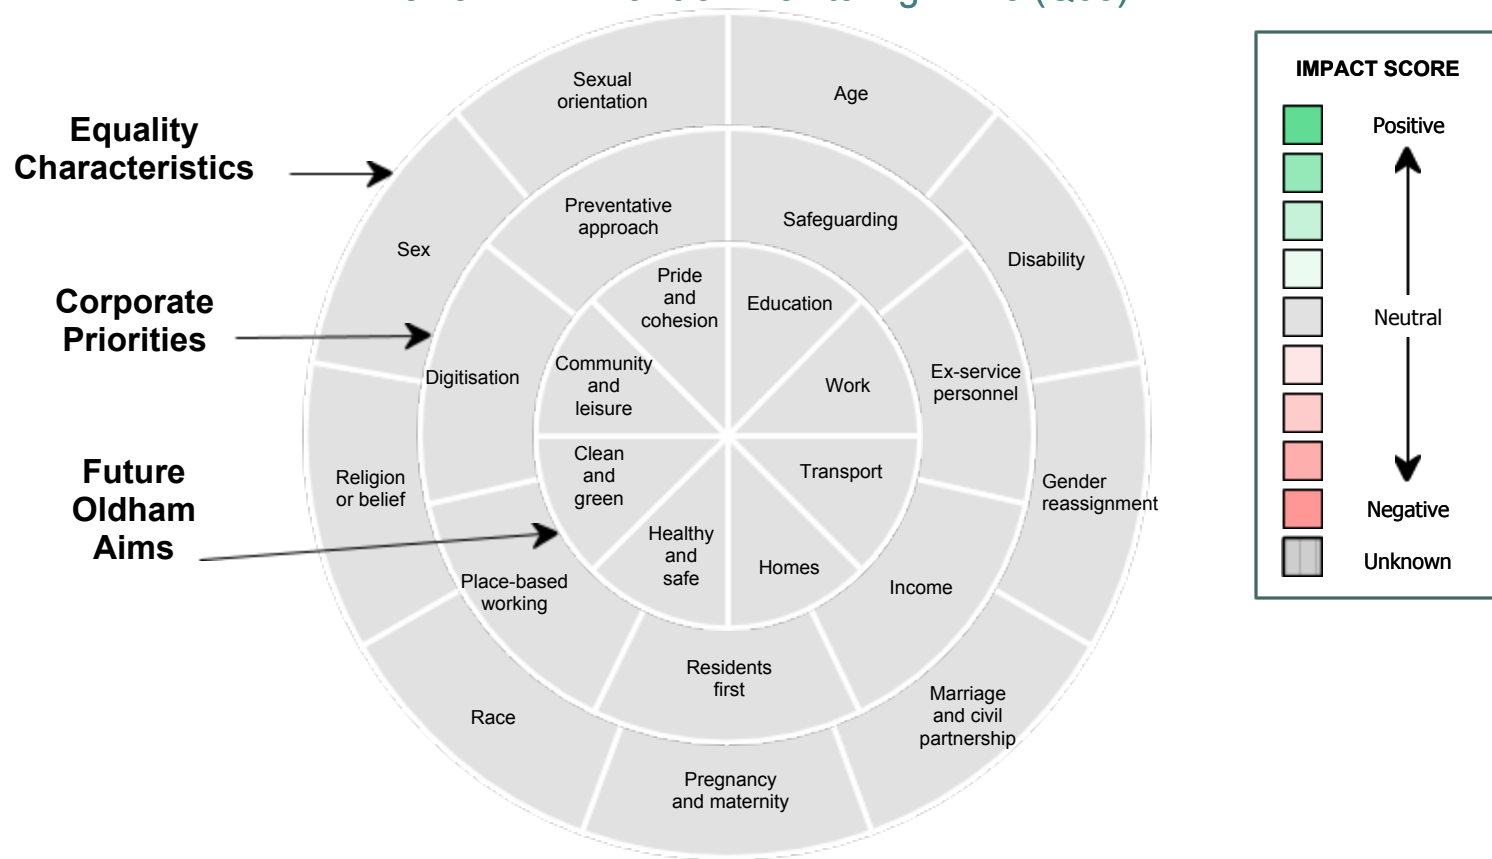 Equality
Characteristics
Corporate
Priorities
Future
Oldham
Aims
Sexual
orientation
Age
Sex
Disability
Religion
or belief
Gender
reassignment
Race
Marriage
and civil
partnership
Pregnancy
and maternity
Preventative
approach
Safeguarding
Digitisation
Ex-service
personnel
Place-based
working
Income
Residents
first
Pride
and
cohesion
Education
Community
and
leisure
Work
Clean
and
green
Transport
Healthy
and
safe
Homes
IMPACT SCORE
Positive
Neutral
Negative
Unknown